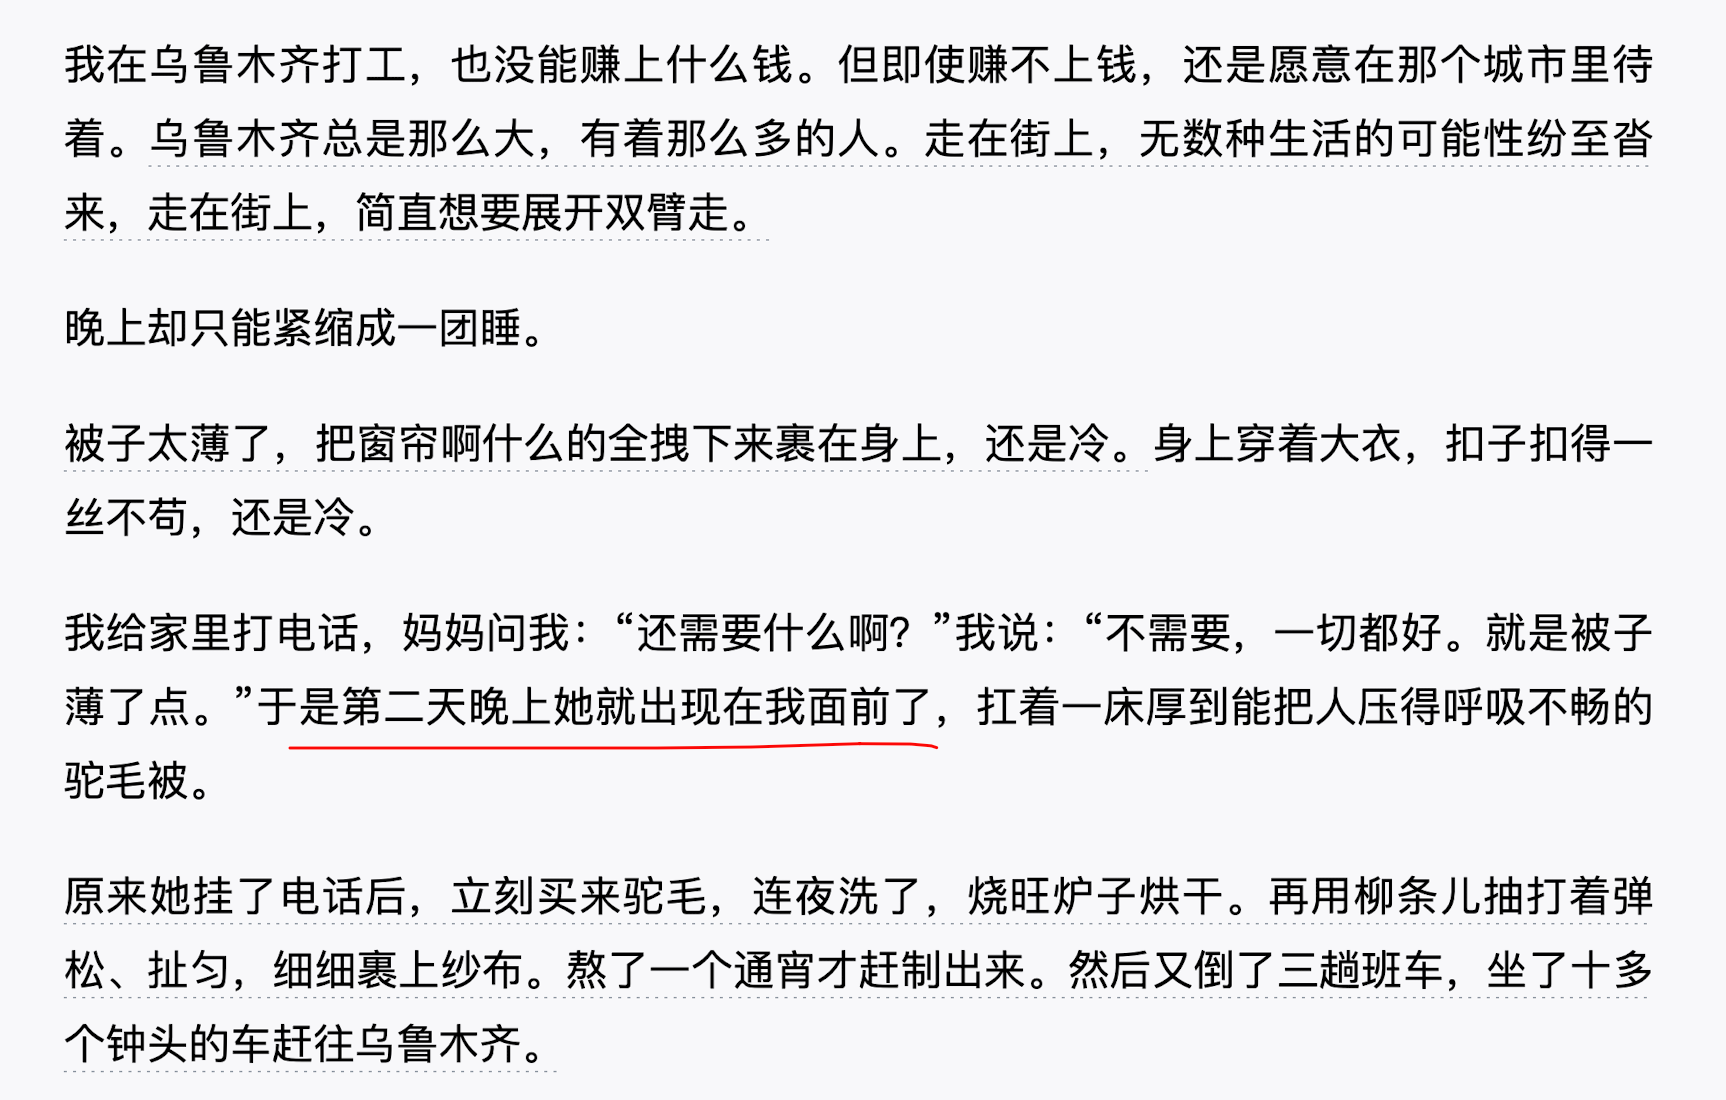 我在乌鲁木齐打工，也没能赚上什么钱。但即使赚不上钱，还是愿意在那个城市里待
着。乌鲁木齐总是那么大，有着那么多的人。走在街上，无数种生活的可能性纷至沓
来，走在街上，简直想要展开双臂走。
晚上却只能紧缩成一团睡。
被子太薄了，把窗帘啊什么的全拽下来裹在身上，还是冷。身上穿着大衣，扣子扣得一
丝不苟，还是冷。
我给家里打电话，妈妈问我：“还需要什么啊？”我说：“不需要，一切都好。就是被子
薄了点。”于是第二天晚上她就出现在我面前了，扛着一床厚到能把人压得呼吸不畅的
驼毛被。
原来她挂了电话后，立刻买来驼毛，连夜洗了，烧旺炉子烘干。再用柳条儿抽打着弹
松、扯匀，细细裹上纱布。熬了一个通宵才赶制出来。然后又倒了三趟班车，坐了十多
个钟头的车赶往乌鲁木齐。